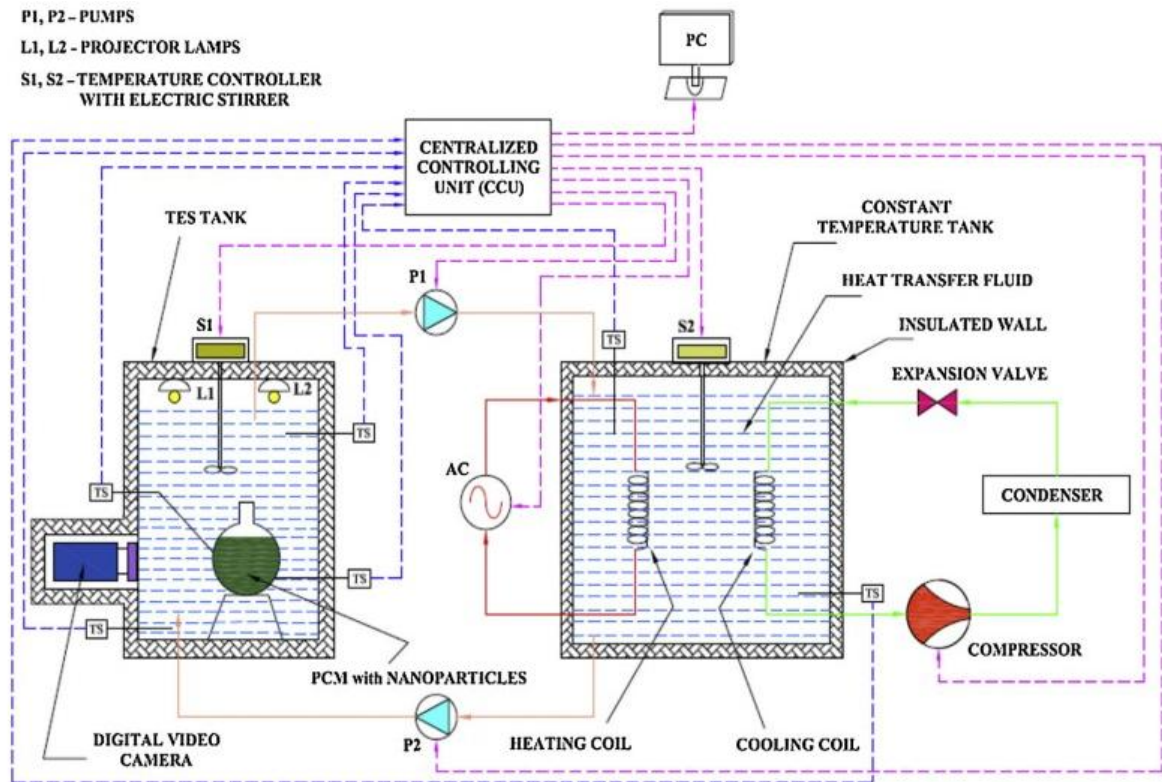 P1, P2 – PUMPS
L1, L2 - PROJECTOR LAMPS
S1, S2 – TEMPERATURE CONTROLLER
WITH ELECTRIC STIRRER
PC
CENTRALIZED
CONTROLLING
UNIT (CCU)
TES TANK
CONSTANT
TEMPERATURE TANK
P1
HEAT TRANSFER FLUID
S1
S2
INSULATED WALL
TS
EXPANSION VALVE
L1
L2
TS
AC
TS
CONDENSER
TS
TS
TS
COMPRESSOR
PCM with NANOPARTICLES
DIGITAL VIDEO
CAMERA
P2
HEATING COIL
COOLING COIL